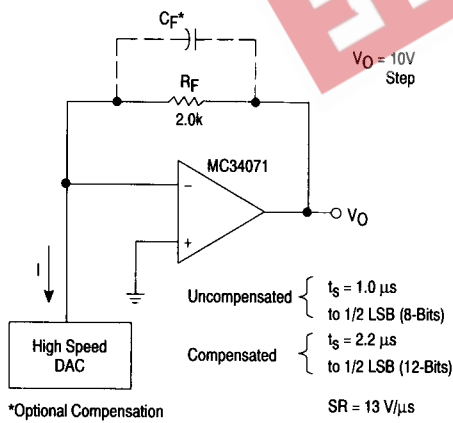 CF*
VO = 10V
Step
RF
2.0k
MC34071
−
+
VO
I
High Speed
DAC
Uncompensated { ts = 1.0 µs
to 1/2 LSB (8-Bits)
Compensated { ts = 2.2 µs
to 1/2 LSB (12-Bits)
*Optional Compensation
SR = 13 V/µs